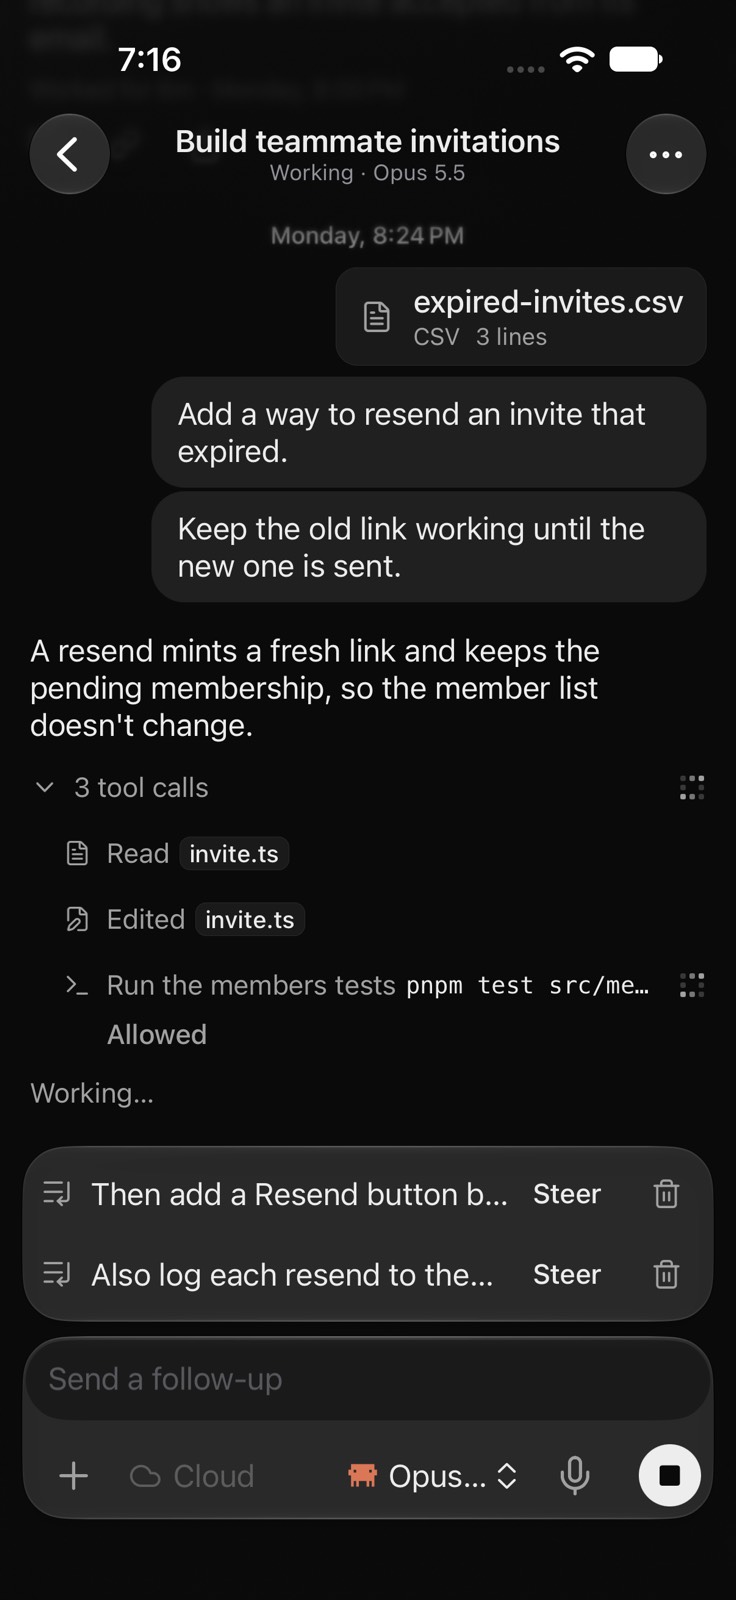 7:16
Build teammate invitations
Working · Opus 5.5
Monday, 8:24 PM
expired-invites.csv
CSV 3 lines
Add a way to resend an invite that
expired.
Keep the old link working until the
new one is sent.
A resend mints a fresh link and keeps the
pending membership, so the member list
doesn't change.
3 tool calls
Read invite.ts
Edited invite.ts
Run the members tests pnpm test src/me…
Allowed
Working...
Then add a Resend button b... Steer
Also log each resend to the... Steer
Send a follow-up
Cloud Opus...